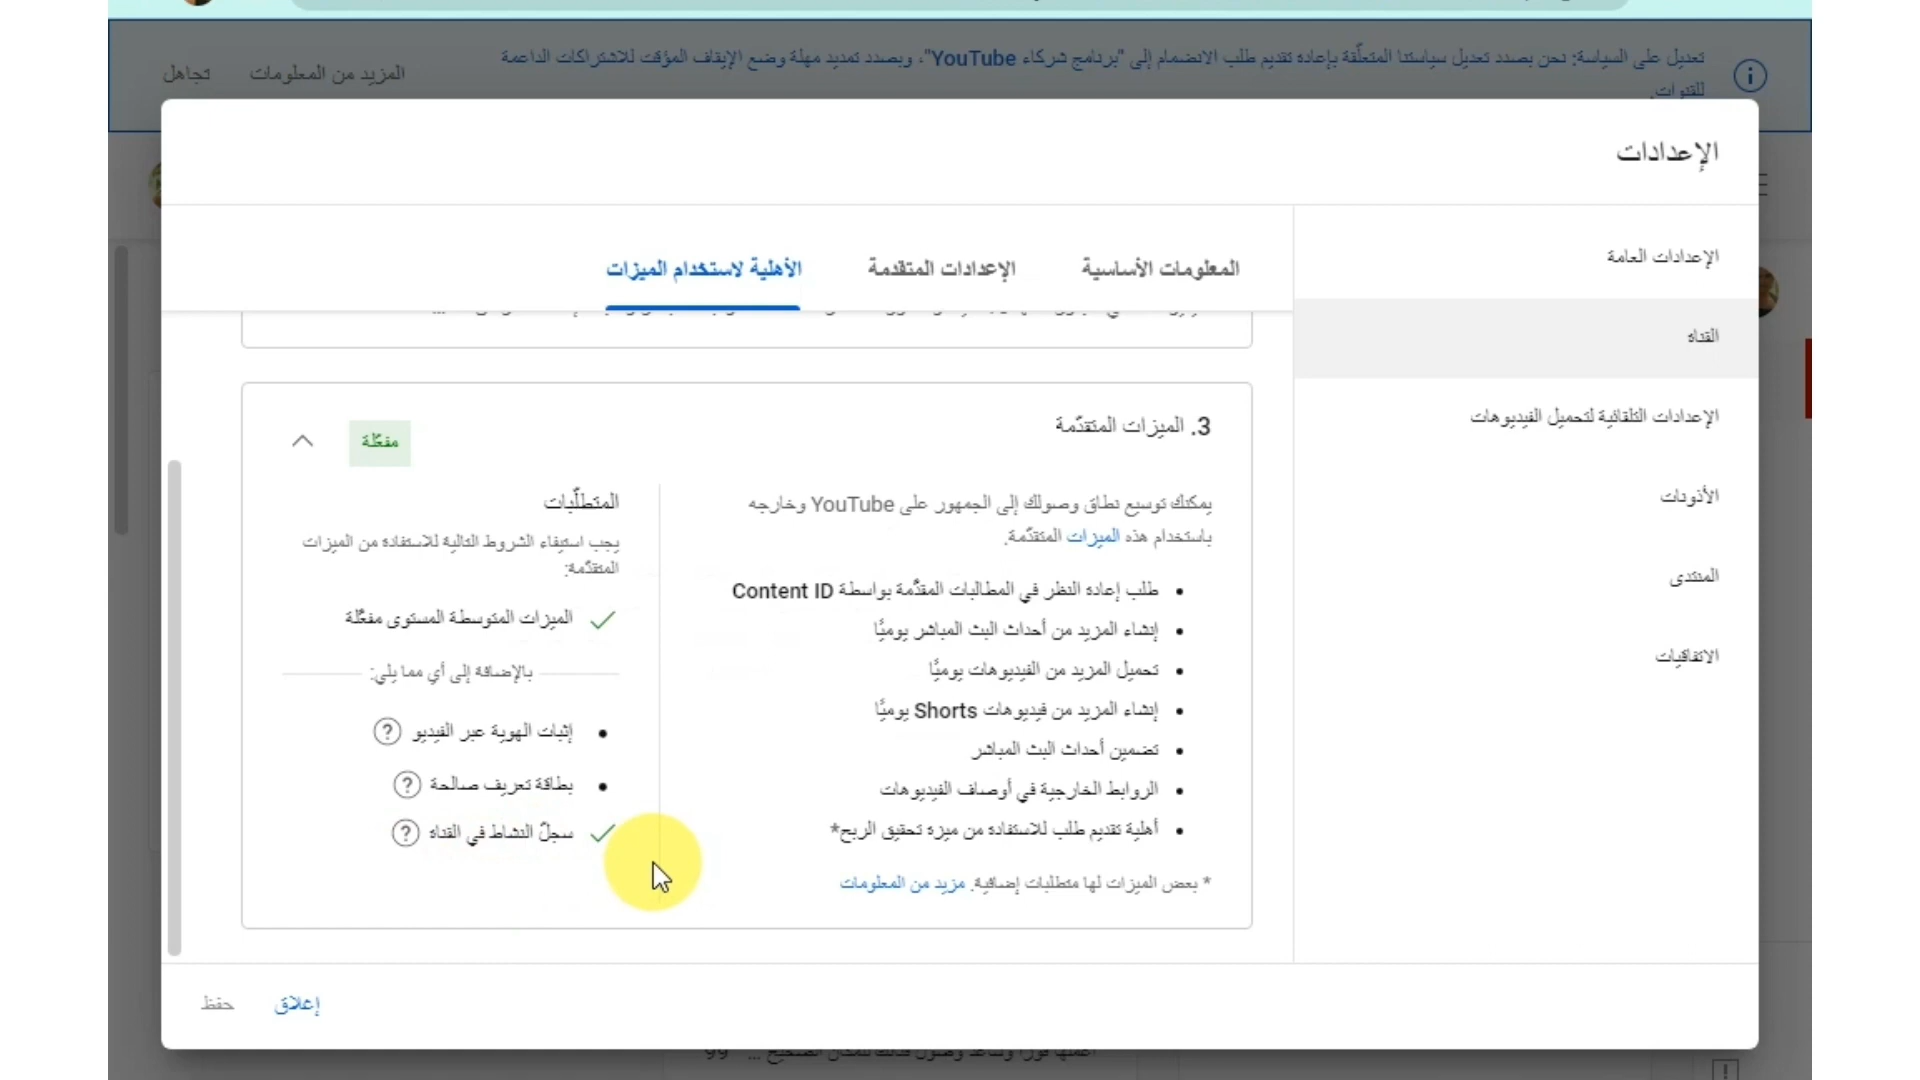 تعديل على السياسة: نحن بصدد تعديل سياستنا المتعلّقة بإعادة تقديم طلب الانضمام إلى "برنامج شركاء YouTube"، وبصدد تمديد مهلة وضع الإيقاف المؤقت للاشتراكات الداعمة
للقنوات.
المزيد من المعلومات
تجاهل
الإعدادات
الإعدادات العامة
القناة
الإعدادات التلقائية لتحميل الفيديوهات
الأذونات
المنتدى
الاتفاقيات
المعلومات الأساسية
الإعدادات المتقدمة
الأهلية لاستخدام الميزات
3. الميزات المتقدّمة
مفعّلة
يمكنك توسيع نطاق وصولك إلى الجمهور على YouTube وخارجه
باستخدام هذه الميزات المتقدّمة.
• طلب إعادة النظر في المطالبات المقدَّمة بواسطة Content ID
• إنشاء المزيد من أحداث البث المباشر يوميًا
• تحميل المزيد من الفيديوهات يوميًا
• إنشاء المزيد من فيديوهات Shorts يوميًا
• تضمين أحداث البث المباشر
• الروابط الخارجية في أوصاف الفيديوهات
• أهلية تقديم طلب للاستفادة من ميزة تحقيق الربح*
* بعض الميزات لها متطلبات إضافية. مزيد من المعلومات
المتطلّبات
يجب استيفاء الشروط التالية للاستفادة من الميزات
المتقدّمة:
الميزات المتوسطة المستوى مفعّلة
بالإضافة إلى أي مما يلي:
• إثبات الهوية عبر الفيديو
• بطاقة تعريف صالحة
سجلّ النشاط في القناة
إغلاق
حفظ